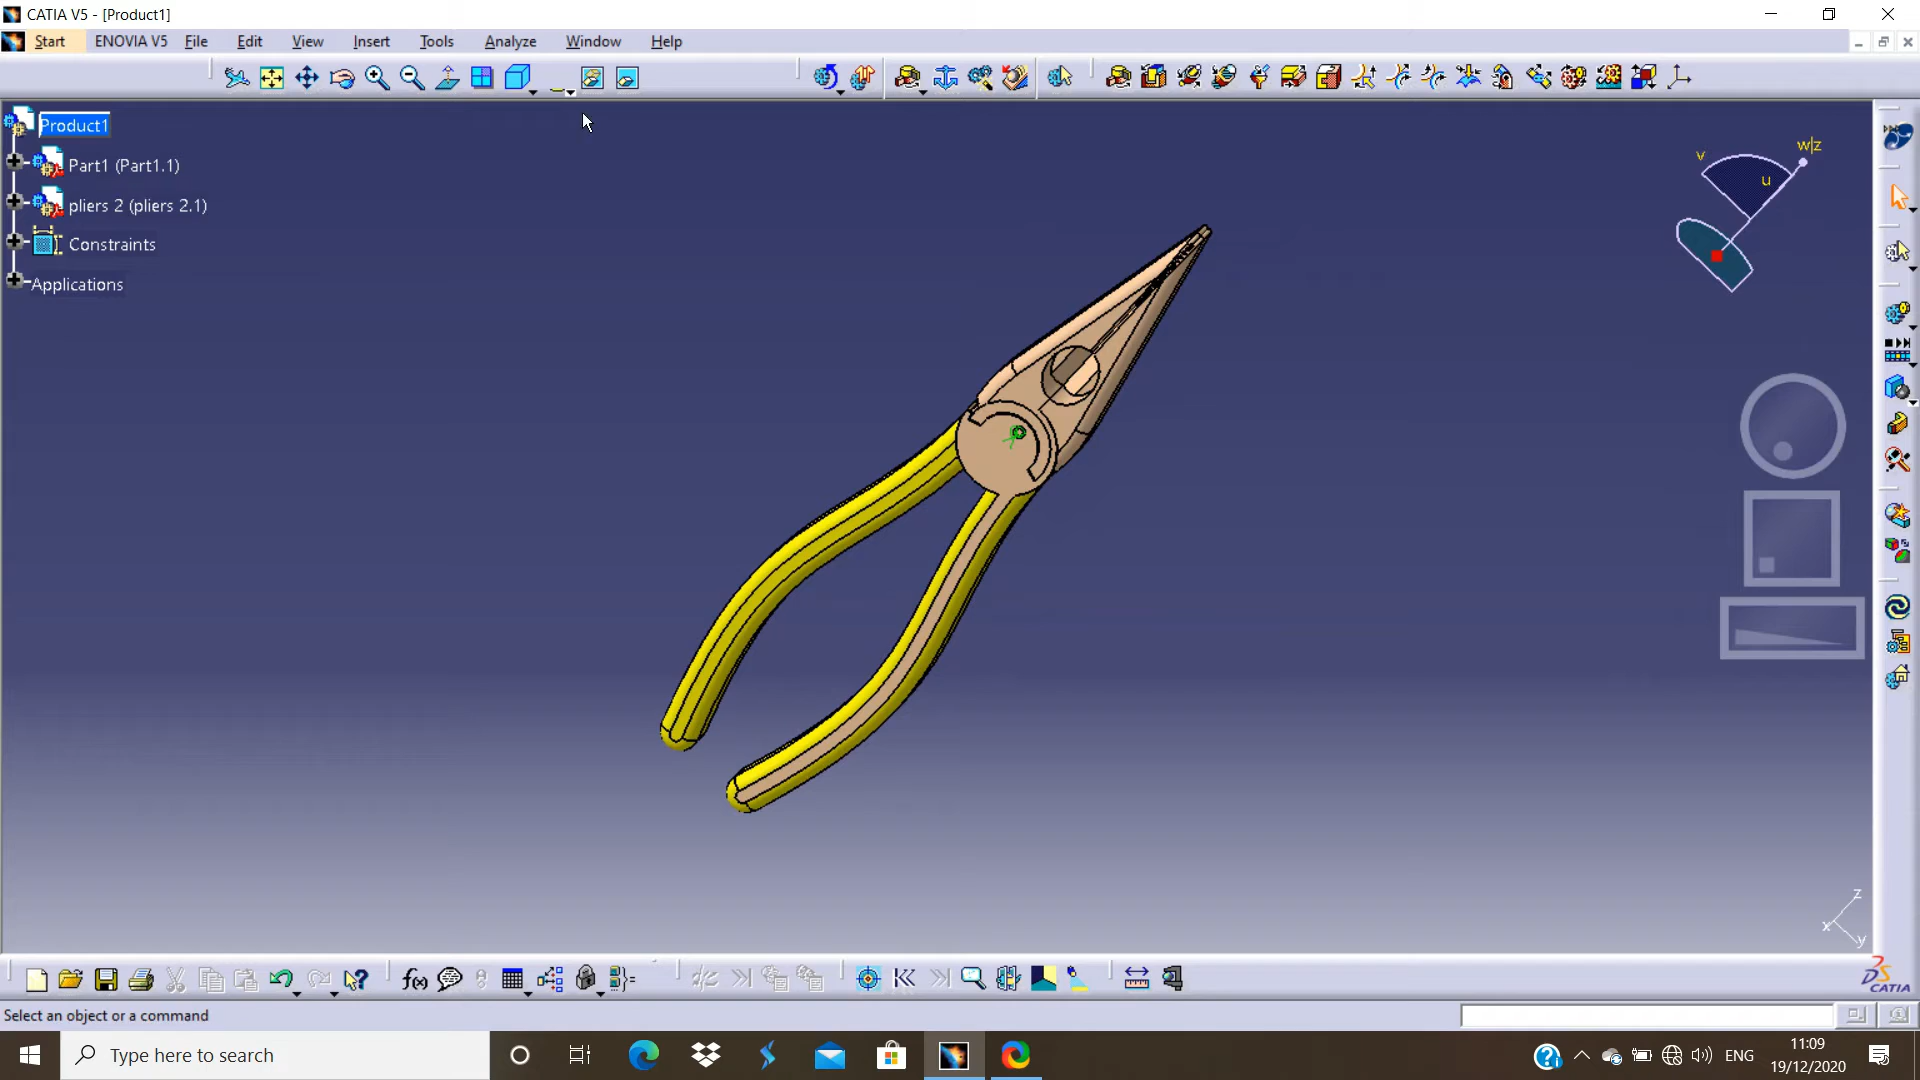 CATIA V5 - [Product1]
Start ENOVIA V5 File Edit View Insert Tools Analyze Window Help
Product1
Part1 (Part1.1)
pliers 2 (pliers 2.1)
Constraints
Applications
w|z
v
u
z
x
y
f(x)
DS CATIA
Select an object or a command
Type here to search
ENG
11:09
19/12/2020